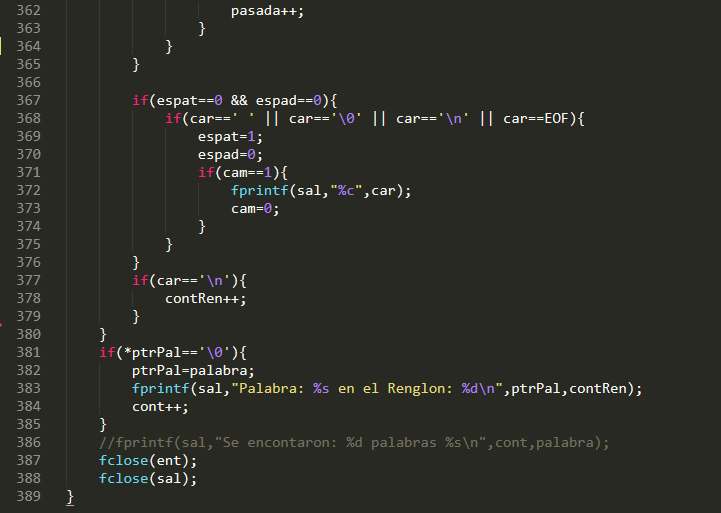 362                     pasada++;
363                 }
364             }
365         }
366
367         if(espat==0 && espad==0){
368             if(car==' ' || car=='\0' || car=='\n' || car==EOF){
369                 espat=1;
370                 espad=0;
371                 if(cam==1){
372                     fprintf(sal,"%c",car);
373                     cam=0;
374                 }
375             }
376         }
377         if(car=='\n'){
378             contRen++;
379         }
380     }
381     if(*ptrPal=='\0'){
382         ptrPal=palabra;
383         fprintf(sal,"Palabra: %s en el Renglon: %d\n",ptrPal,contRen);
384         cont++;
385     }
386     //fprintf(sal,"Se encontaron: %d palabras %s\n",cont,palabra);
387     fclose(ent);
388     fclose(sal);
389 }